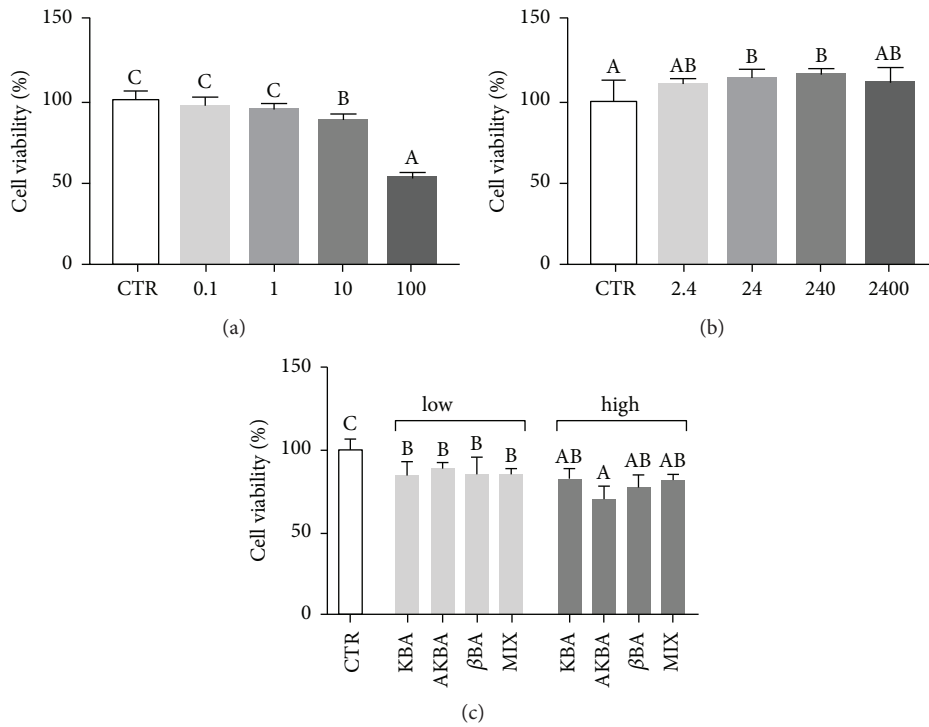 150
100
50
0
Cell viability (%)
C
C
C
B
A
CTR
0.1
1
10
100
(a)
150
100
50
0
Cell viability (%)
A
AB
B
B
AB
CTR
2.4
24
240
2400
(b)
150
100
50
0
Cell viability (%)
low
high
C
B
B
B
B
AB
A
AB
AB
CTR
KBA
AKBA
βBA
MIX
KBA
AKBA
βBA
MIX
(c)